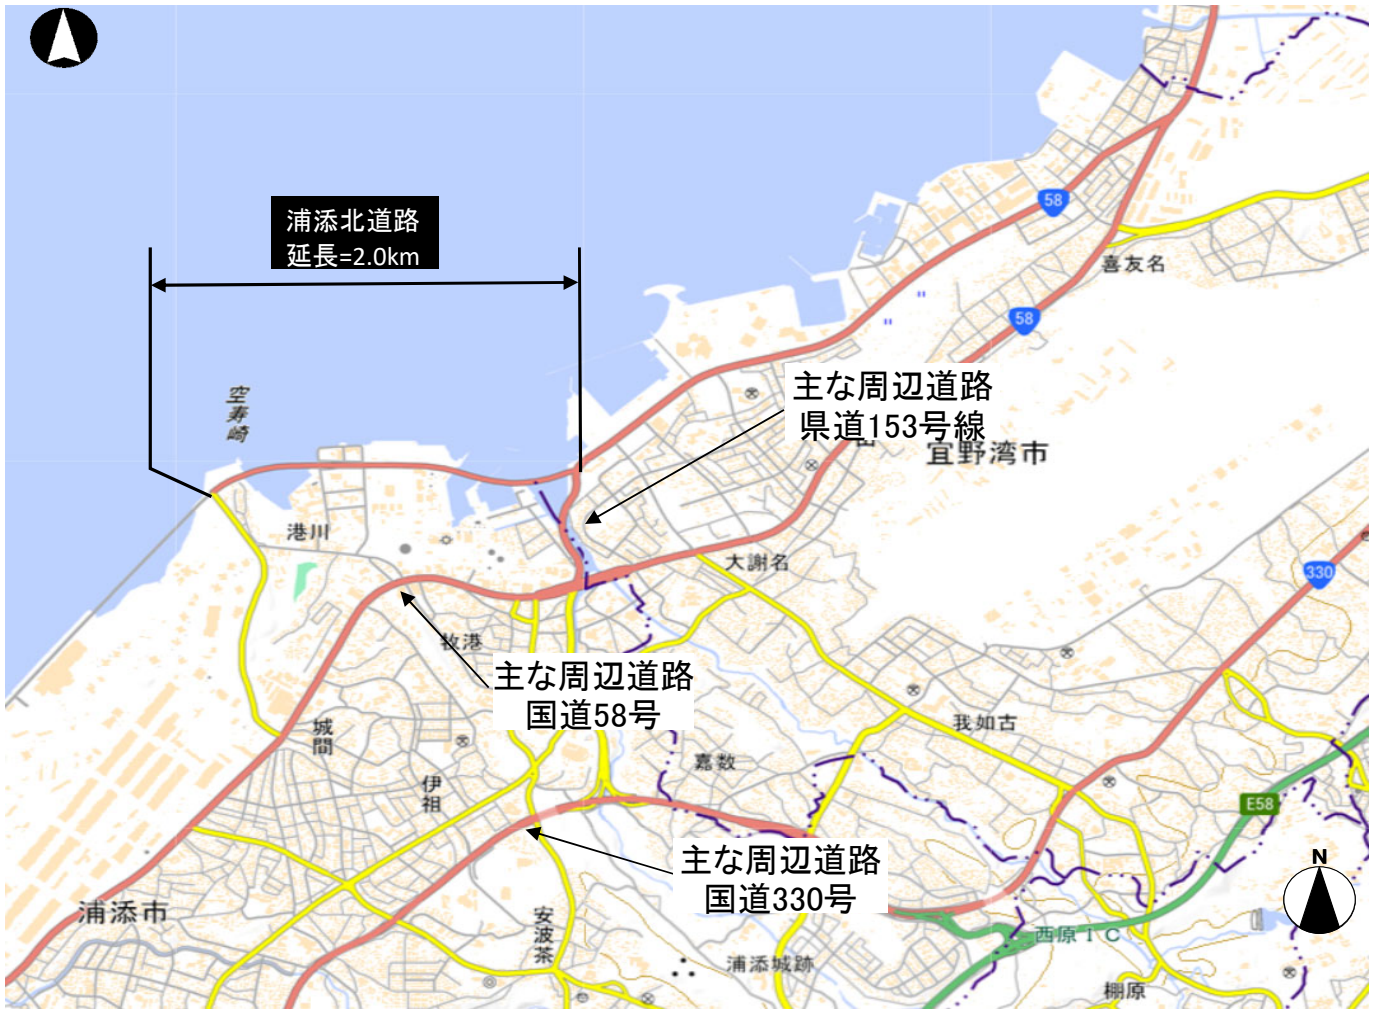 浦添北道路
延長=2.0km
58
喜友名
58
主な周辺道路
県道153号線
宜野湾市
空寿崎
港川
大謝名
330
牧港
主な周辺道路
国道58号
城間
我如古
嘉数
伊祖
E58
主な周辺道路
国道330号
N
浦添市
安波茶
西原IC
浦添城跡
棚原